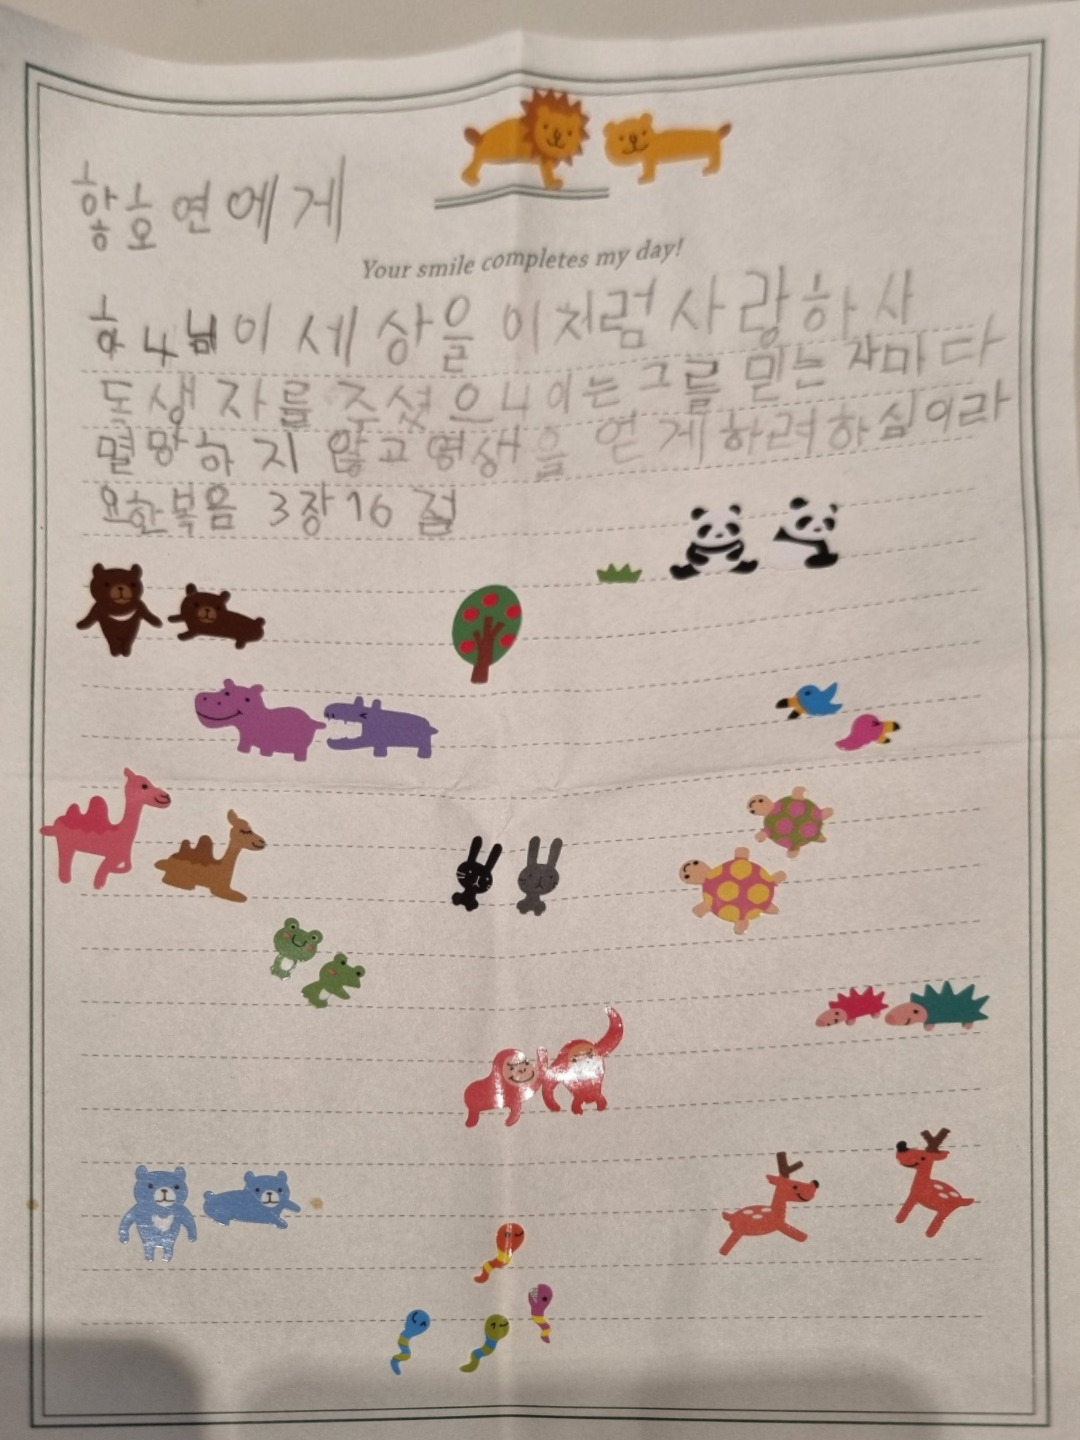 황호연에게
Your smile completes my day!
하나님이 세상을 이처럼 사랑하사
독생자를 주셨으니 이는 그를 믿는 자마다
멸망하지 않고 영생을 얻게하려하심이라
요한복음 3장16절